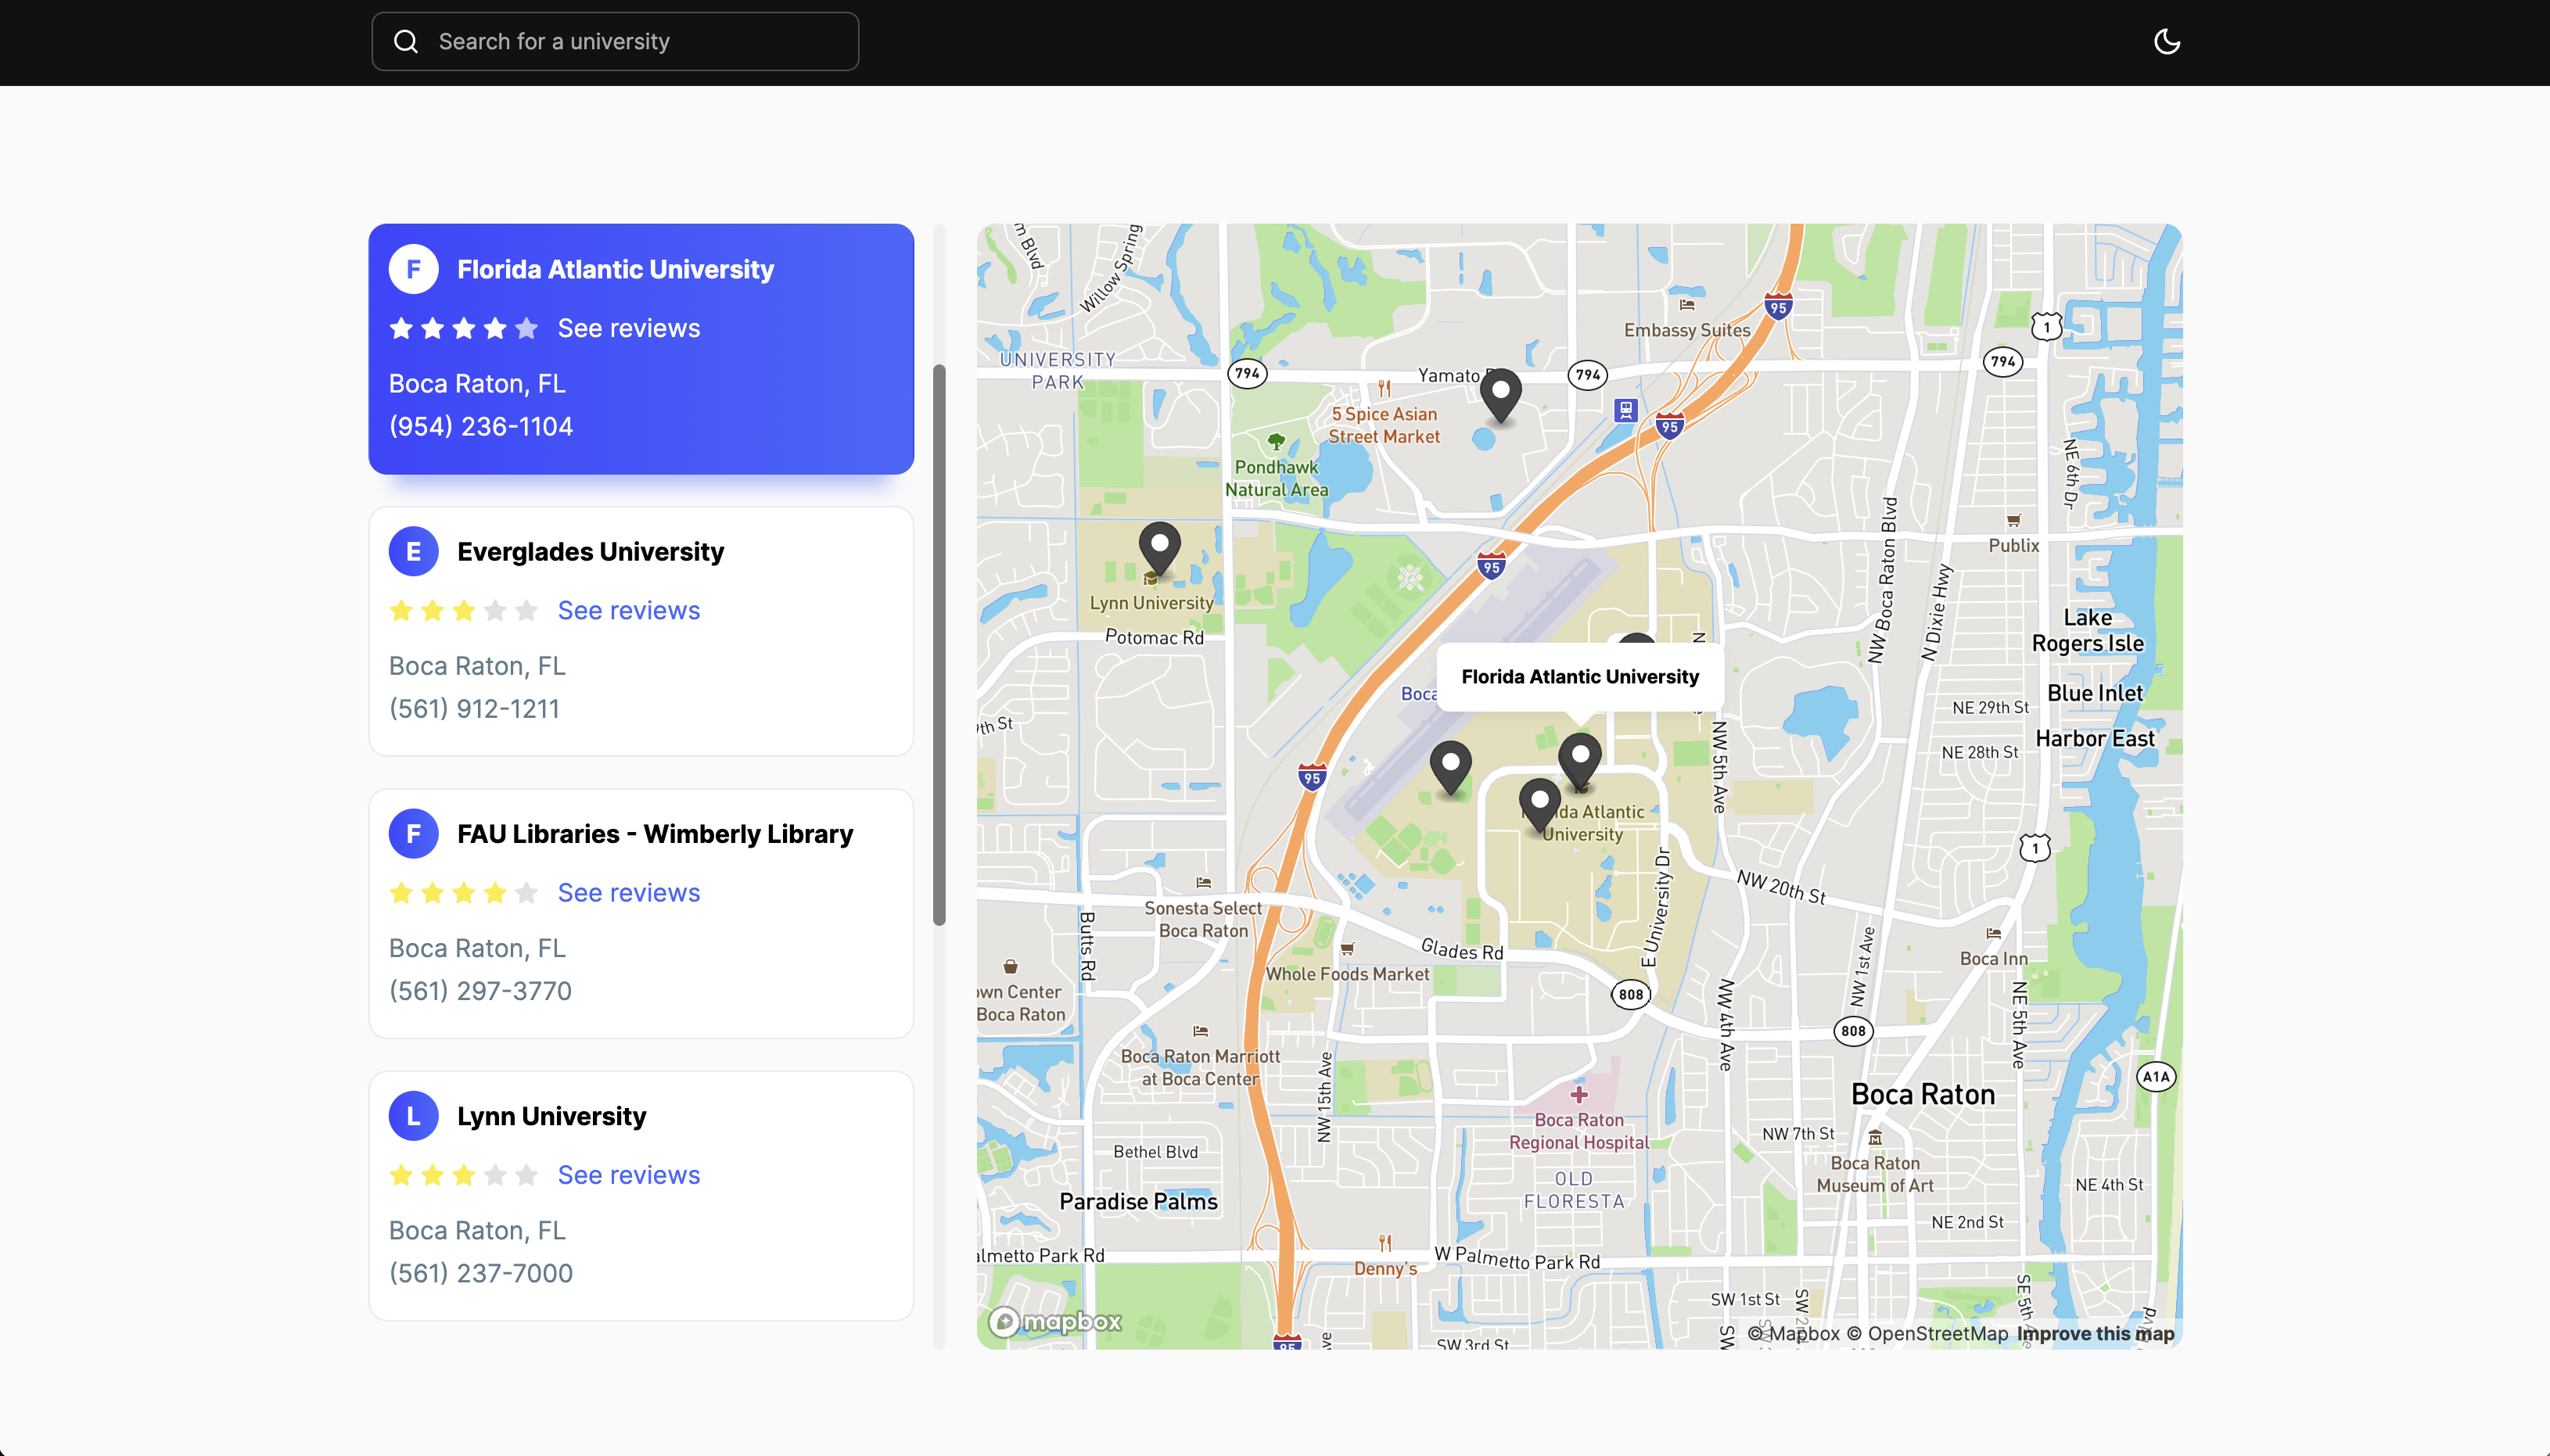 Search for a university
F Florida Atlantic University
See reviews
Boca Raton, FL
(954) 236-1104
E Everglades University
See reviews
Boca Raton, FL
(561) 912-1211
F FAU Libraries - Wimberly Library
See reviews
Boca Raton, FL
(561) 297-3770
L Lynn University
See reviews
Boca Raton, FL
(561) 237-7000
Willow Spring
95
Embassy Suites
1
UNIVERSITY
PARK
794
Yamato
794
794
5 Spice Asian
Street Market
95
Pondhawk
Natural Area
NE 6th Dr
Publix
95
NW Boca Raton Blvd
N Dixie Hwy
Lynn University
Potomac Rd
Lake
Rogers Isle
Florida Atlantic University
Boca
Blue Inlet
NE 29th St
Harbor East
NE 28th St
NW 5th Ave
95
Atlantic
University
1
E University Dr
NW 20th St
Sonesta Select
Boca Raton
Butts Rd
Glades Rd
Whole Foods Market
NW 1st Ave
Boca Inn
Center
Boca Raton
808
NW 4th Ave
NE 5th Ave
808
Boca Raton Marriott
at Boca Center
NW 15th Ave
A1A
Boca Raton
Boca Raton
Regional Hospital
NW 7th St
Bethel Blvd
Boca Raton
Museum of Art
OLD
FLORESTA
NE 4th St
Paradise Palms
NE 2nd St
Park Rd
W Palmetto Park Rd
Denny's
SW 1st St
SE 5th
mapbox
© Mapbox © OpenStreetMap Improve this map
SW 3rd St
95